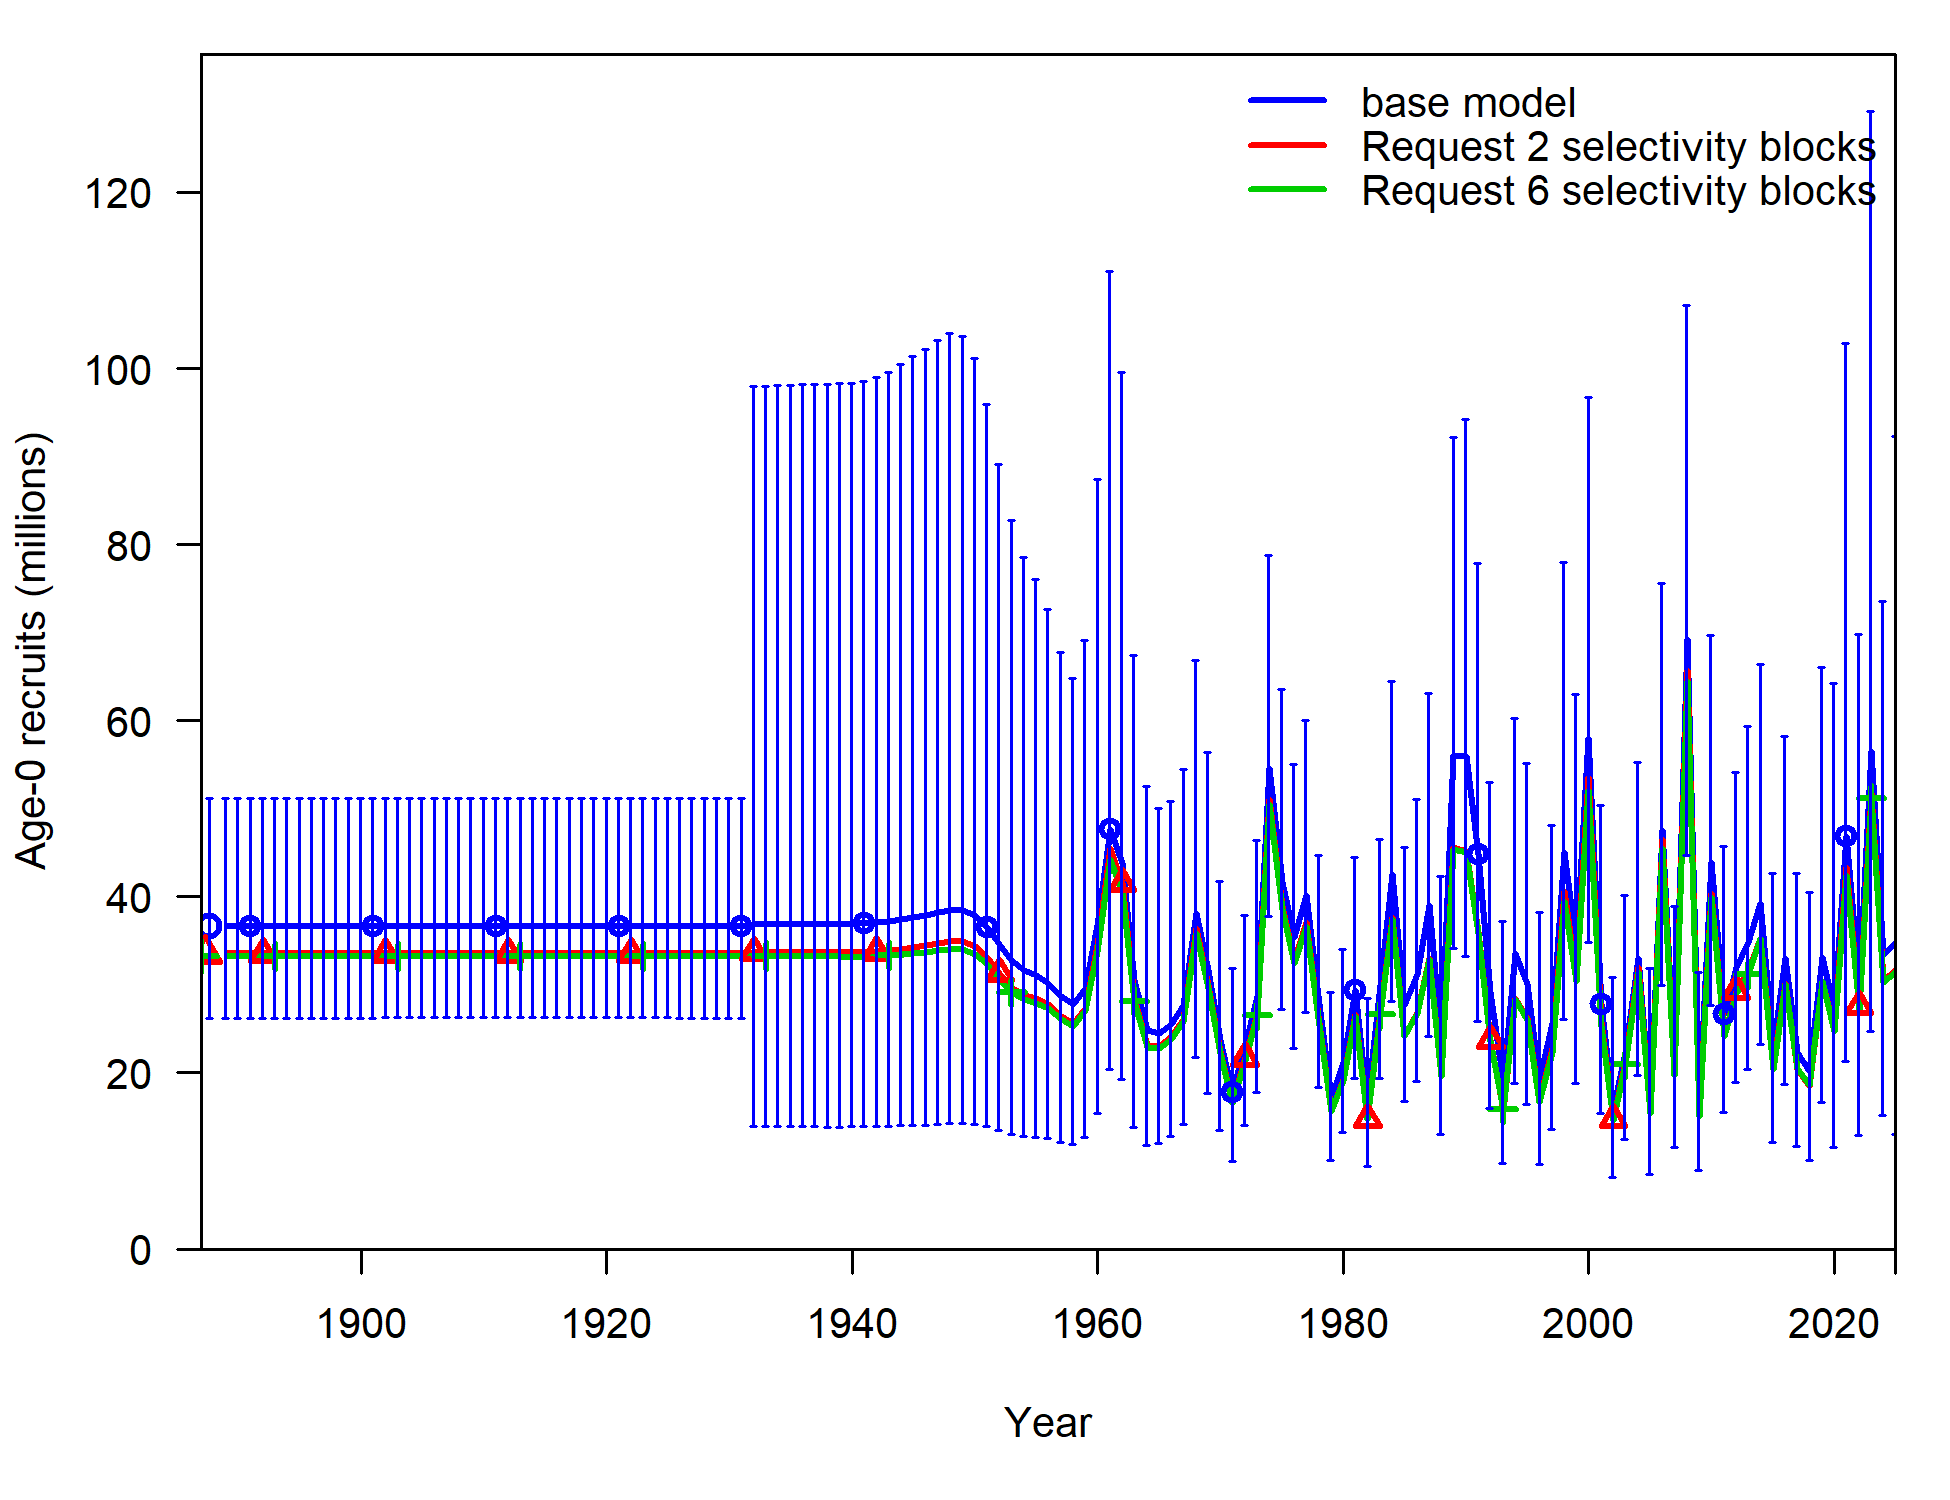 base model
Request 2 selectivity blocks
Request 6 selectivity blocks
Age-0 recruits (millions)
120
100
80
60
40
20
0
1900 1920 1940 1960 1980 2000 2020
Year